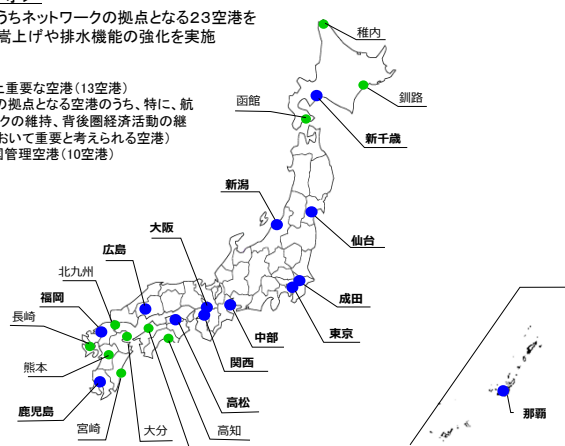 うちネットワークの拠点となる23空港を
嵩上げや排水機能の強化を実施
上重要な空港(13空港)
の拠点となる空港のうち、特に、航
ークの維持、背後圏経済活動の継
おいて重要と考えられる空港)
国管理空港(10空港)
稚内
釧路
函館
新千歳
新潟
仙台
大阪
広島
北九州
福岡
長崎
熊本
鹿児島
宮崎
大分
高知
高松
関西
中部
東京
成田
那覇